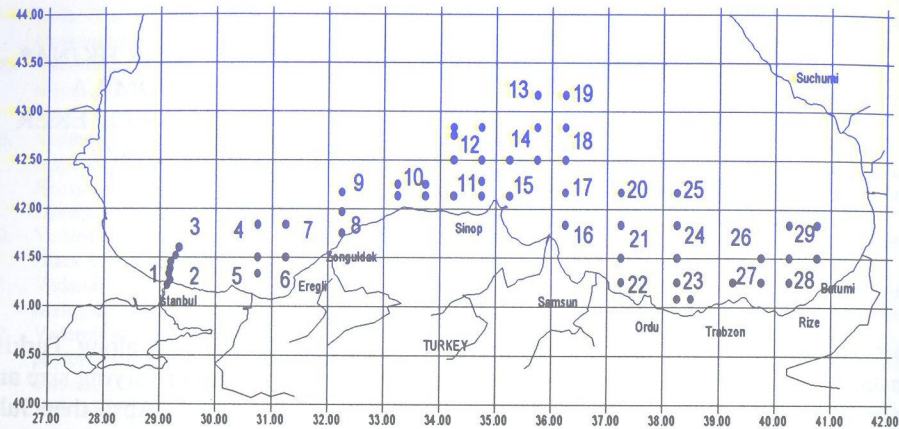 44.00
43.50 Suchumi
13 19
43.00
12 14 18
42.50
9 10 11 15 17 20 25
42.00
3 4 7 8 Sinop 16 21 24 26 29
41.50 Zonguldak
1 2 5 6 Eregli 22 23 27 28 Batumi
41.00 İstanbul Samsun Ordu Trabzon Rize
40.50 TURKEY
40.00
27.00 28.00 29.00 30.00 31.00 32.00 33.00 34.00 35.00 36.00 37.00 38.00 39.00 40.00 41.00 42.00